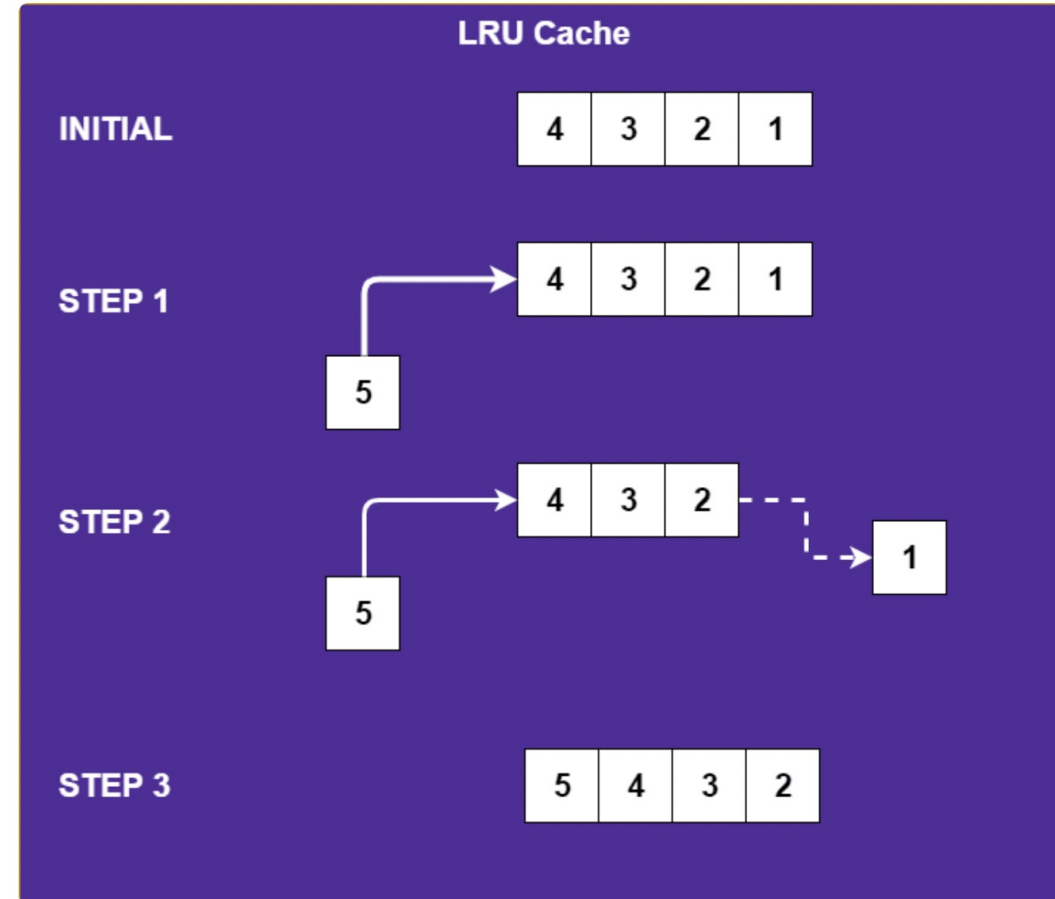 LRU Cache
INITIAL 4 3 2 1
STEP 1 4 3 2 1
5
STEP 2 4 3 2
1
5
STEP 3 5 4 3 2